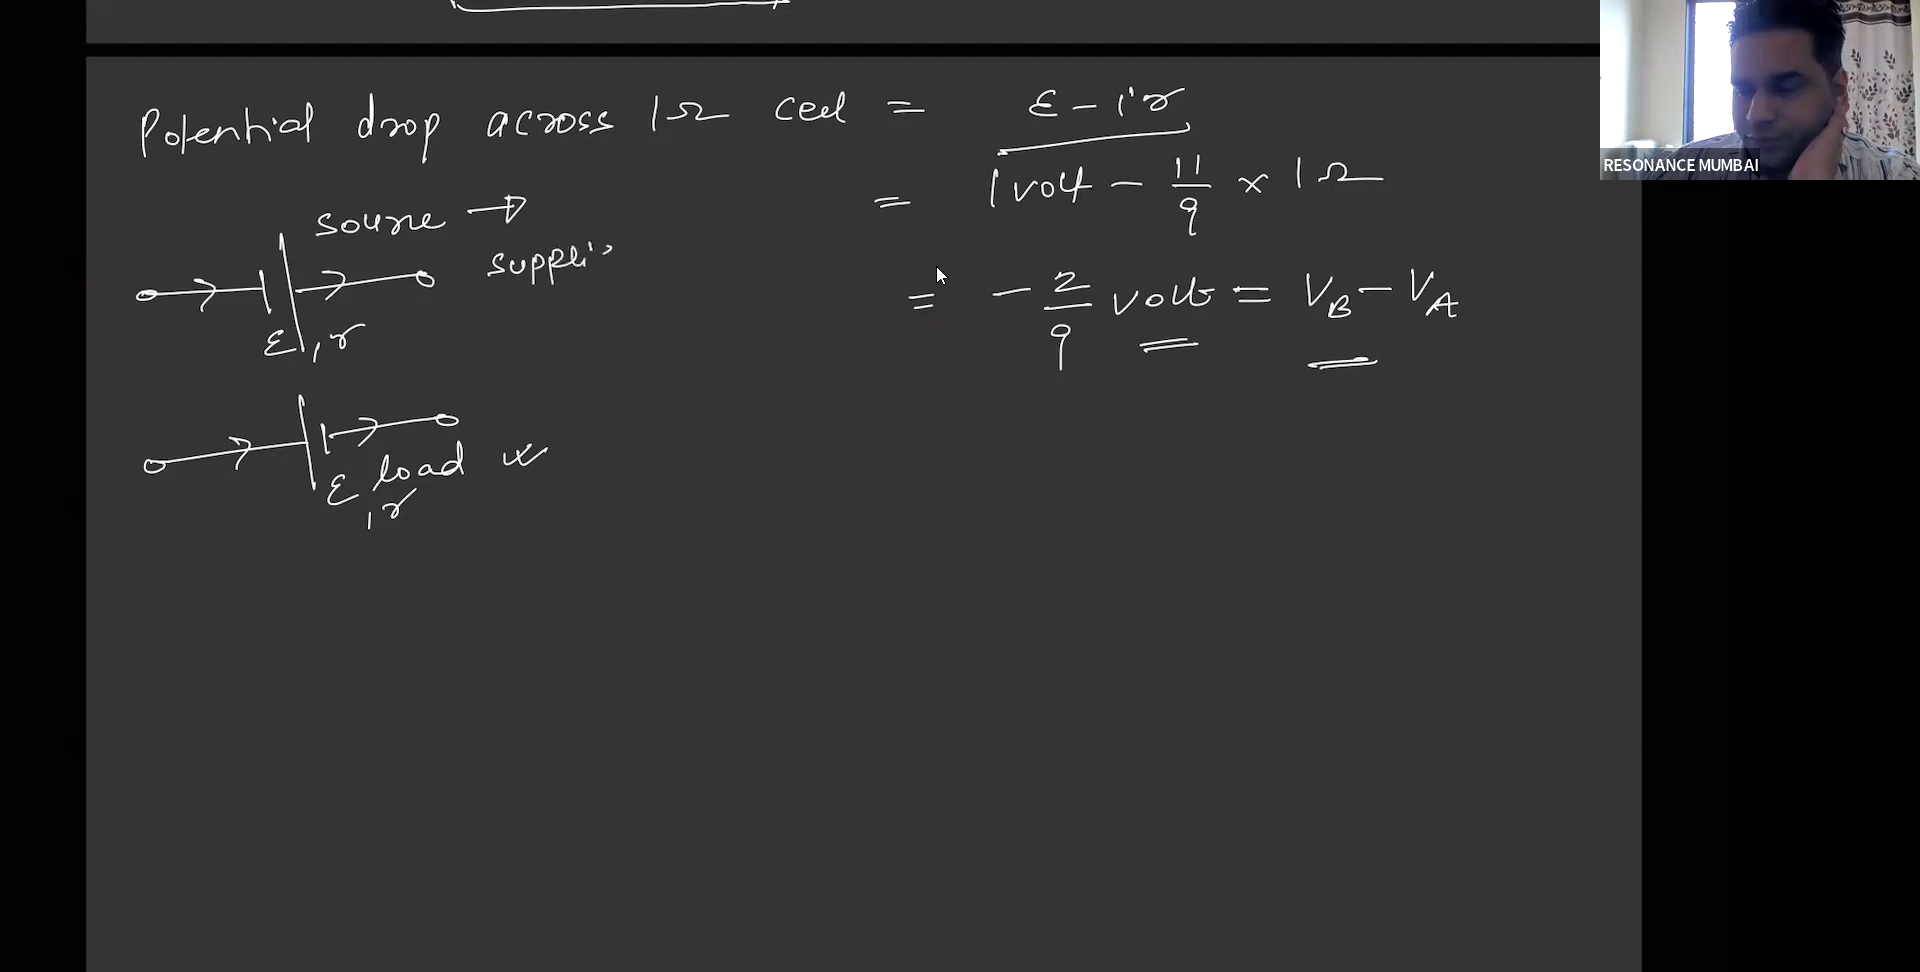 Potential drop across 1Ω cell = ε - ir
= 1 volt - 11/9 × 1Ω
= -2/9 volt = V_B - V_A
source →
supplies
ε, r
ε load
, r
RESONANCE MUMBAI